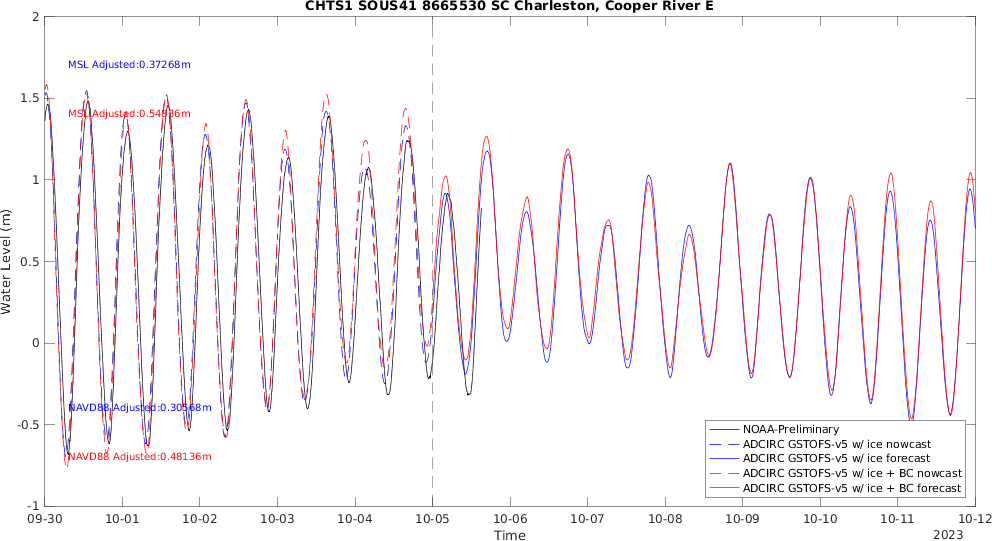 CHTS1 SOUS41 8665530 SC Charleston, Cooper River E
2
1.5
1
0.5
0
-0.5
-1
Water Level (m)
MSL Adjusted:0.37268m
MSL Adjusted:0.54836m
NAVD88 Adjusted:0.30568m
NAVD88 Adjusted:0.48136m
NOAA-Preliminary
ADCIRC GSTOFS-v5 w/ ice nowcast
ADCIRC GSTOFS-v5 w/ ice forecast
ADCIRC GSTOFS-v5 w/ ice + BC nowcast
ADCIRC GSTOFS-v5 w/ ice + BC forecast
09-30 10-01 10-02 10-03 10-04 10-05 10-06 10-07 10-08 10-09 10-10 10-11 10-12
Time
2023